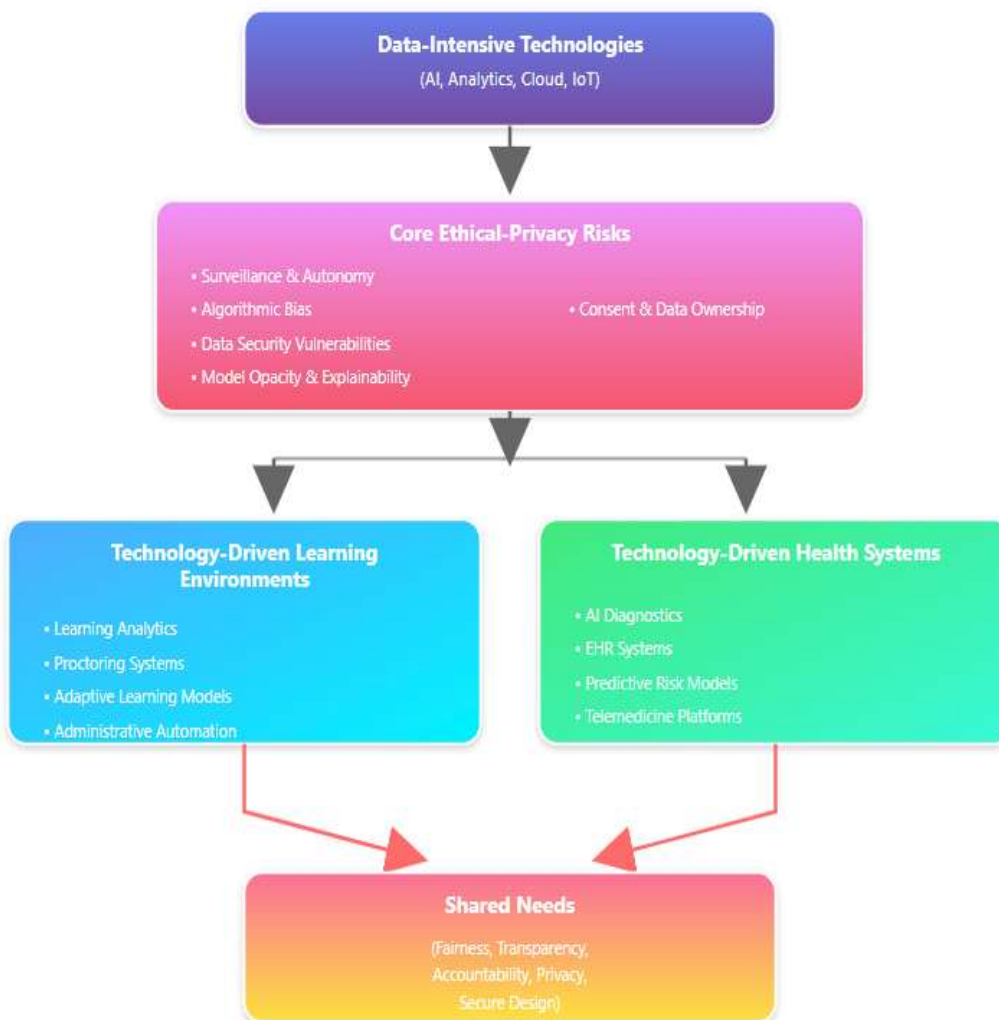 Data-Intensive Technologies
(AI, Analytics, Cloud, IoT)
Core Ethical-Privacy Risks
• Surveillance & Autonomy
• Algorithmic Bias
• Data Security Vulnerabilities
• Model Opacity & Explainability
• Consent & Data Ownership
Technology-Driven Learning
Environments
• Learning Analytics
• Proctoring Systems
• Adaptive Learning Models
• Administrative Automation
Technology-Driven Health Systems
• AI Diagnostics
• EHR Systems
• Predictive Risk Models
• Telemedicine Platforms
Shared Needs
(Fairness, Transparency,
Accountability, Privacy,
Secure Design)